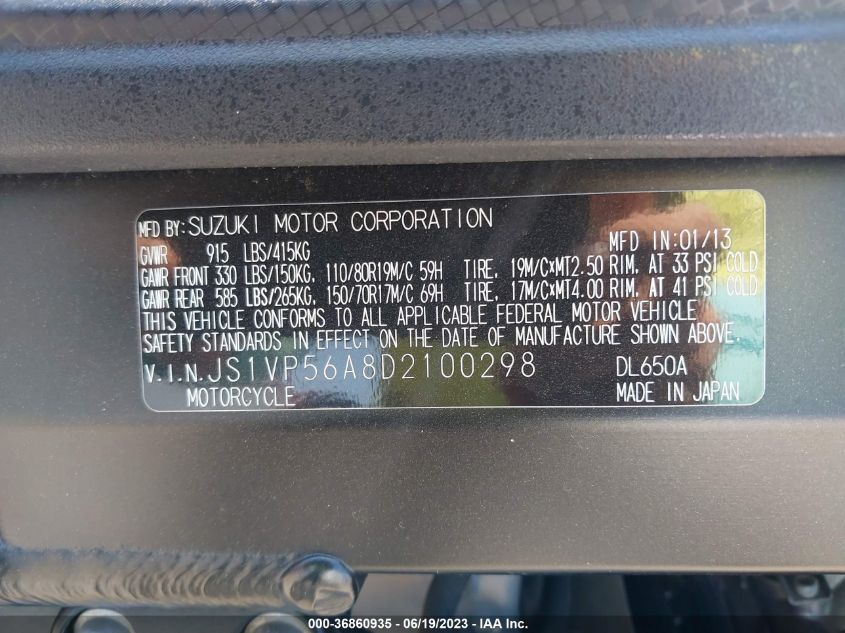 MFD BY: SUZUKI MOTOR CORPORATION
GVWR 915 LBS/415KG MFD IN:01/13
GAWR FRONT 330 LBS/150KG, 110/80R19M/C 59H TIRE, 19M/C×MT2.50 RIM, AT 33 PSI COLD
GAWR REAR 585 LBS/265KG, 150/70R17M/C 69H TIRE, 17M/C×MT4.00 RIM, AT 41 PSI COLD
THIS VEHICLE CONFORMS TO ALL APPLICABLE FEDERAL MOTOR VEHICLE
SAFETY STANDARDS IN EFFECT ON THE DATE OF MANUFACTURE SHOWN ABOVE.
V.I.N.JS1VP56A8D2100298 DL650A
MOTORCYCLE MADE IN JAPAN
000-36860935 - 06/19/2023 - IAA Inc.